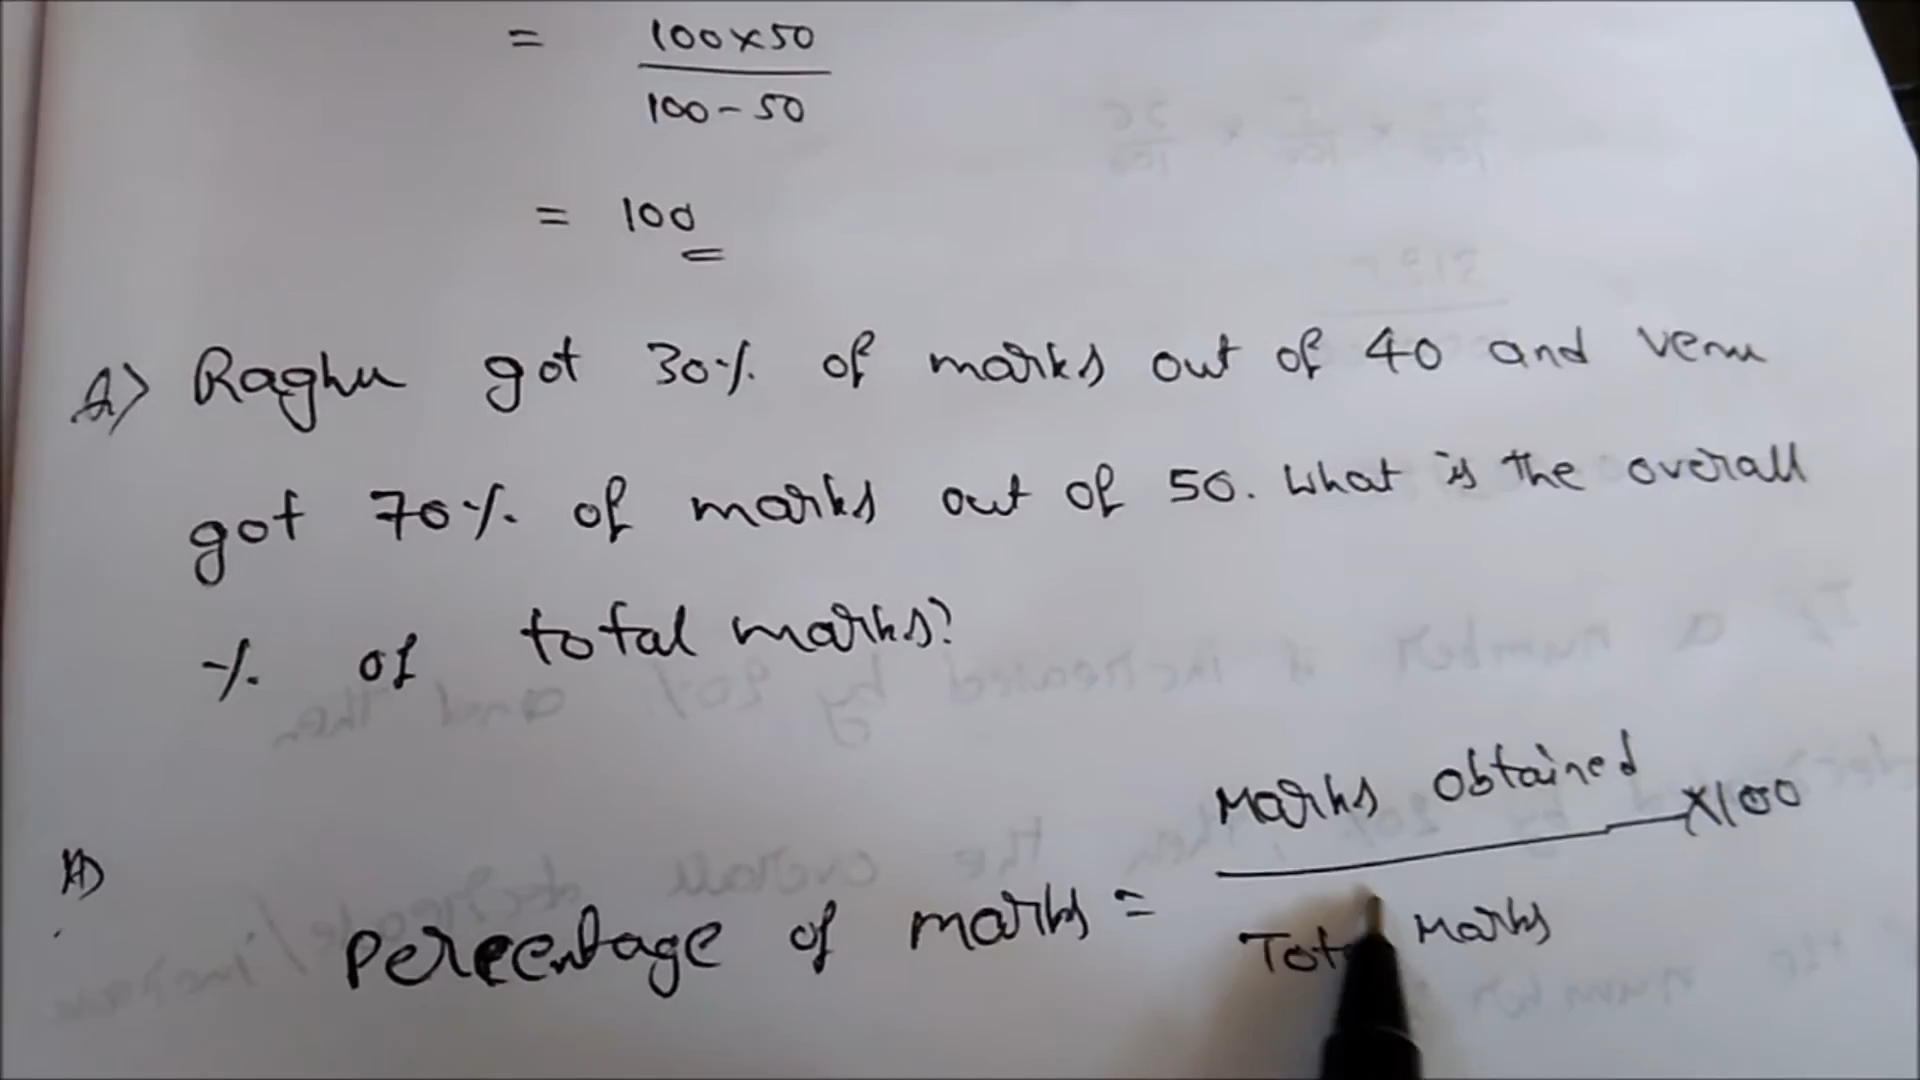 = 100×50
100-50
= 100
Q) Raghu got 30% of marks out of 40 and venu
got 70% of marks out of 50. What is the overall
% of total marks?
A)
Percentage of marks = Marks obtained ×100
Total Marks